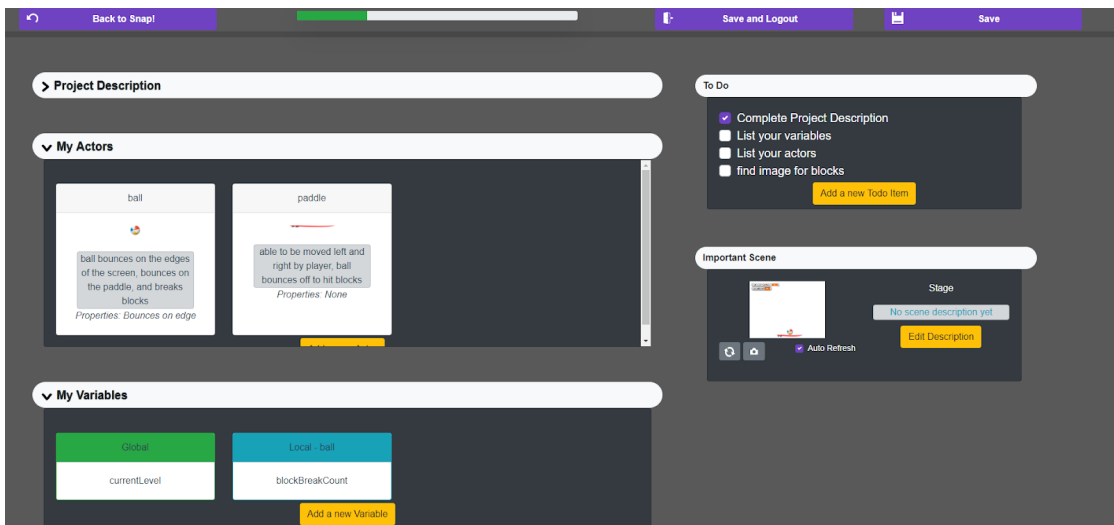 Back to Snap!
Save and Logout
Save
Project Description
My Actors
ball
ball bounces on the edges
of the screen, bounces on
the paddle, and breaks
blocks
Properties: Bounces on edge
paddle
able to be moved left and
right by player, ball
bounces off to hit blocks
Properties: None
My Variables
Global
currentLevel
Local - ball
blockBreakCount
Add a new Variable
To Do
Complete Project Description
List your variables
List your actors
find image for blocks
Add a new Todo Item
Important Scene
Auto Refresh
Stage
No scene description yet
Edit Description